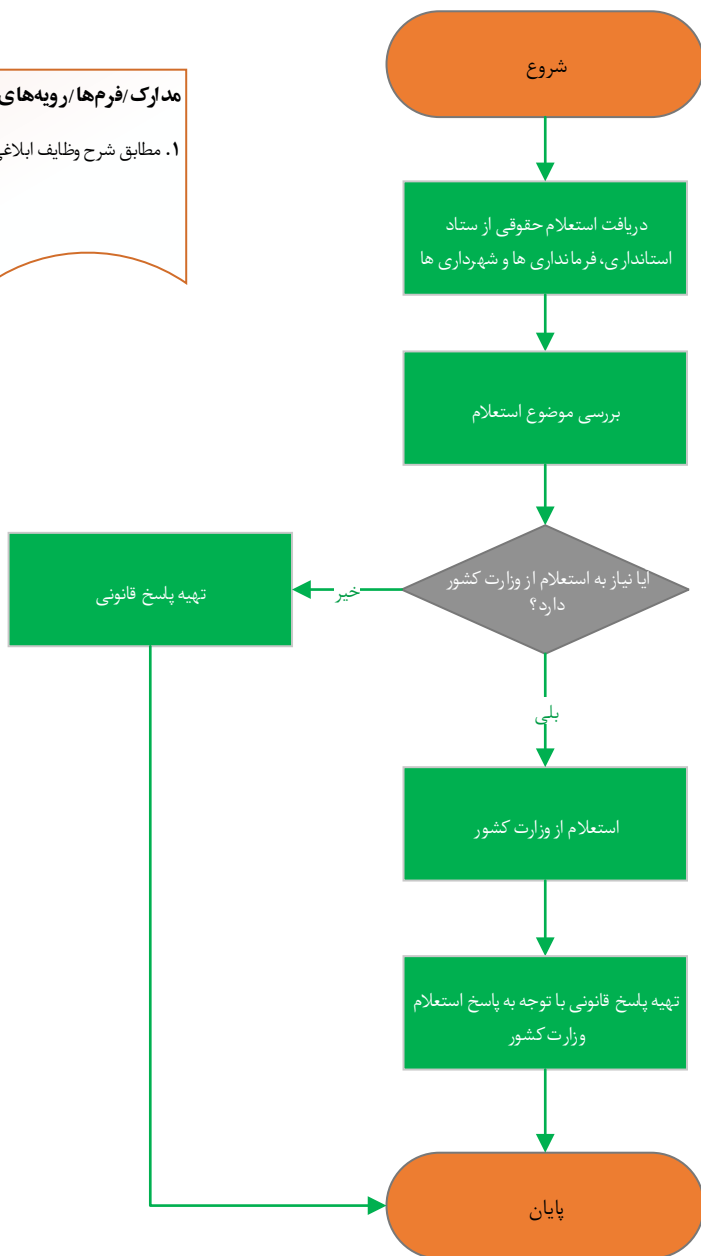 شروع
مدارک/فرم‌ها/رویه‌های
۱. مطابق شرح وظایف
دریافت استعلام حقوقی از ستاد
استانداری، فرمانداری ها و شهرداری ها
بررسی موضوع استعلام
ایا نیاز به استعلام از وزارت کشور
دارد؟
خیر
تهیه پاسخ قانونی
بلی
استعلام از وزارت کشور
تهیه پاسخ قانونی با توجه به پاسخ استعلام
وزارت کشور
پایان